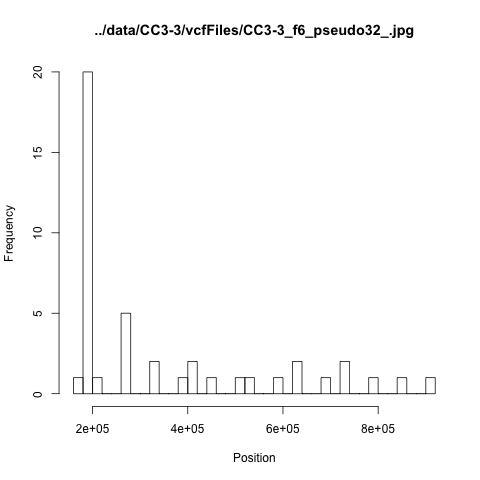 ../data/CC3-3/vcfFiles/CC3-3_f6_pseudo32_.jpg
20
15
10
5
0
Frequency
2e+05 4e+05 6e+05 8e+05
Position